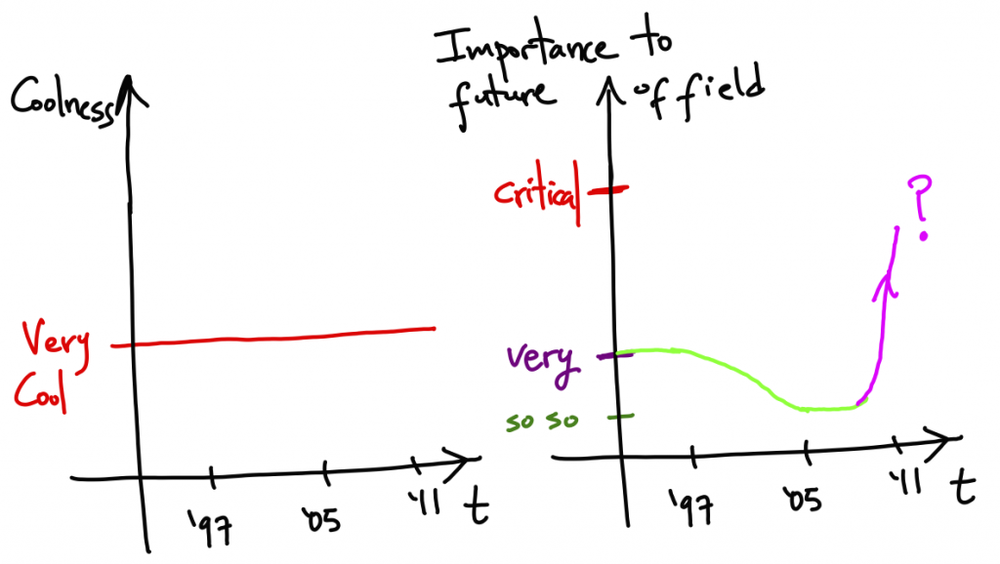 Coolness
Very
Cool
'97
'05
'11
t
Importance to
future of field
critical
very
so so
?
'97
'05
'11
t